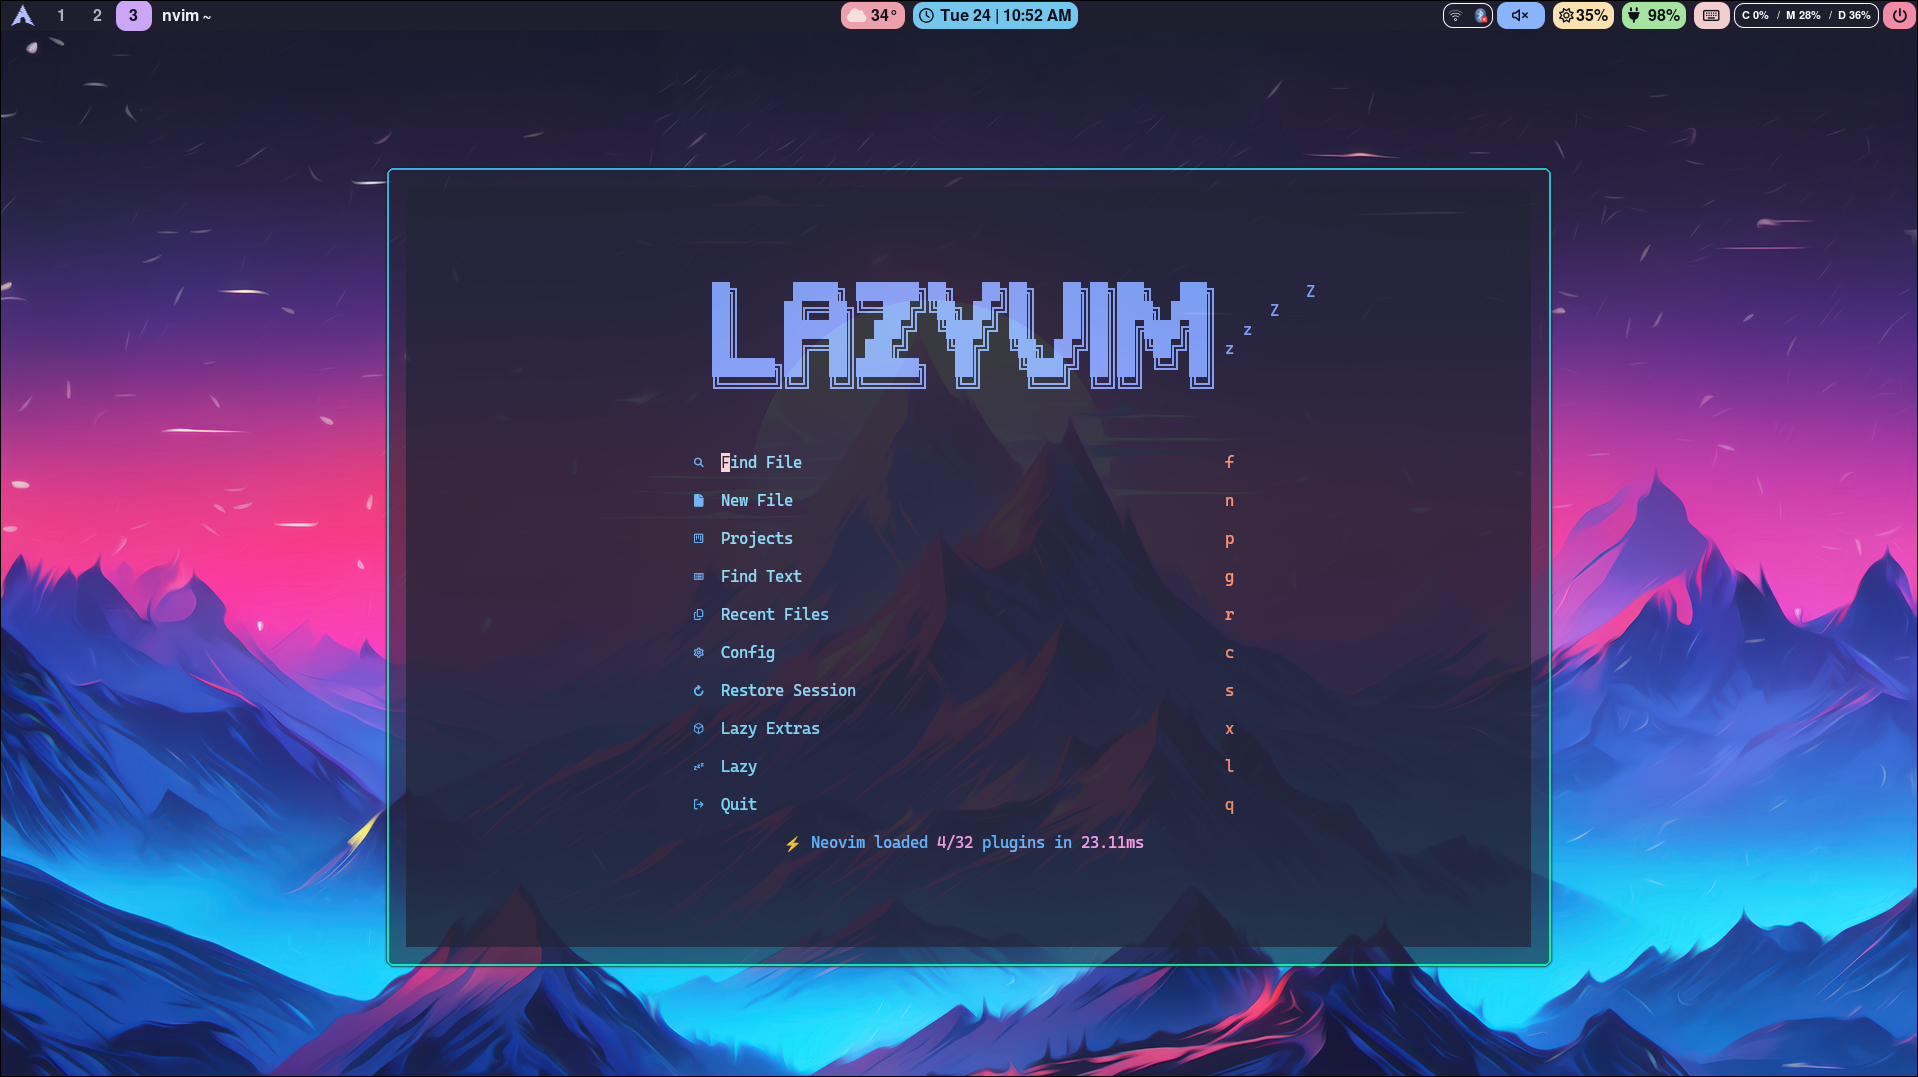 1 2 3 nvim ~
34° Tue 24 | 10:52 AM
35% 98% C 0% / M 28% / D 36%
LAZYVIM z z z Z
Find File f
New File n
Projects p
Find Text g
Recent Files r
Config c
Restore Session s
Lazy Extras x
Lazy l
Quit q
⚡ Neovim loaded 4/32 plugins in 23.11ms